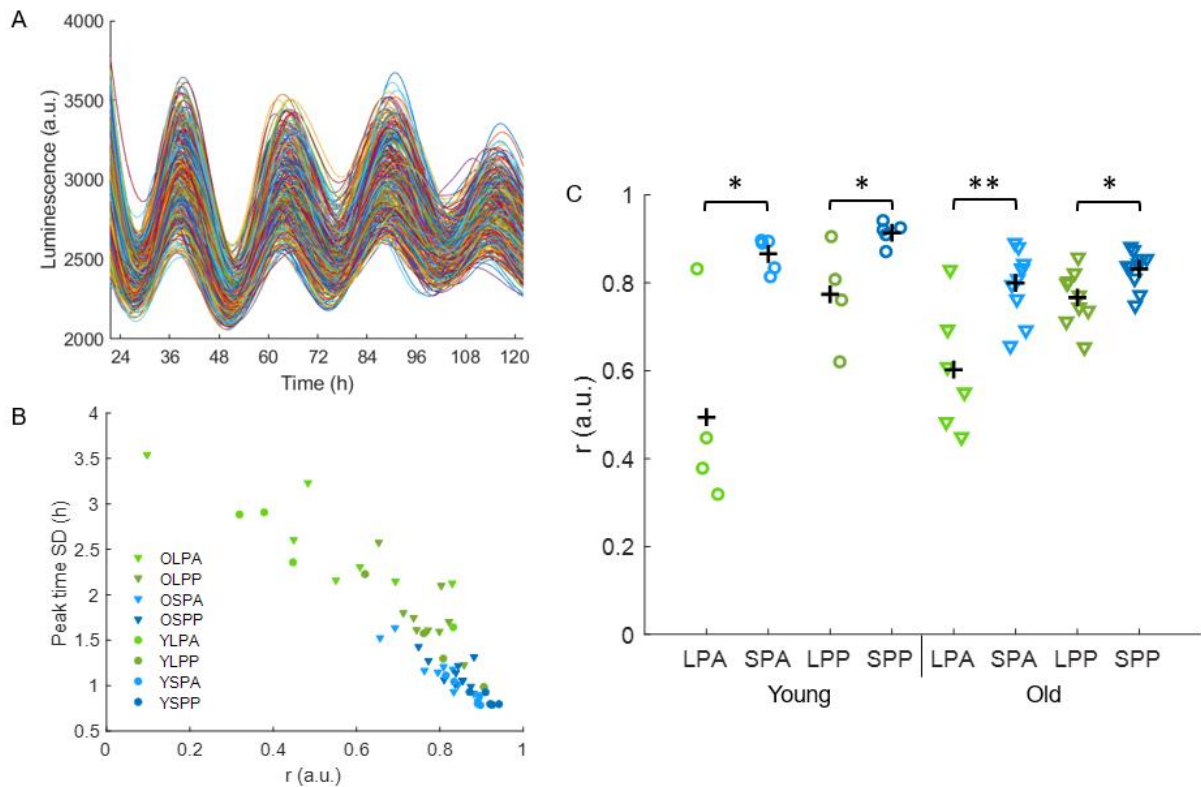 A
Luminescence (a.u.)
4000
3500
3000
2500
2000
24 36 48 60 72 84 96 108 120
Time (h)
B
Peak time SD (h)
4
3.5
3
2.5
2
1.5
1
0.5
OLPA
OLPP
OSPA
OSPP
YLPA
YLPP
YSPA
YSPP
0 0.2 0.4 0.6 0.8 1
r (a.u.)
C
* * ** *
r (a.u.)
1
0.8
0.6
0.4
0.2
0
LPA SPA LPP SPP LPA SPA LPP SPP
Young Old